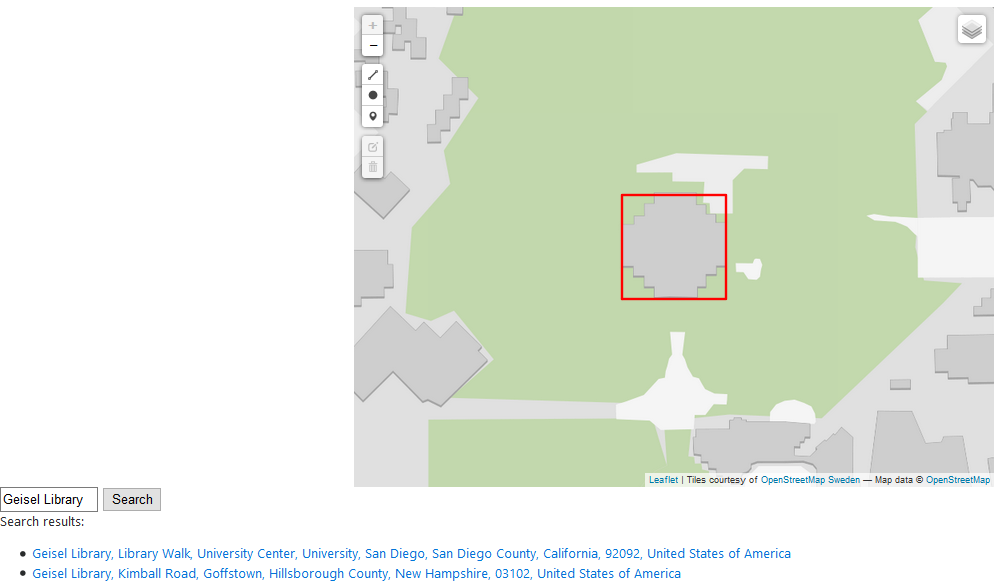 Leaflet | Tiles courtesy of OpenStreetMap Sweden — Map data © OpenStreetMap
Geisel Library Search
Search results:
Geisel Library, Library Walk, University Center, University, San Diego, San Diego County, California, 92092, United States of America
Geisel Library, Kimball Road, Goffstown, Hillsborough County, New Hampshire, 03102, United States of America